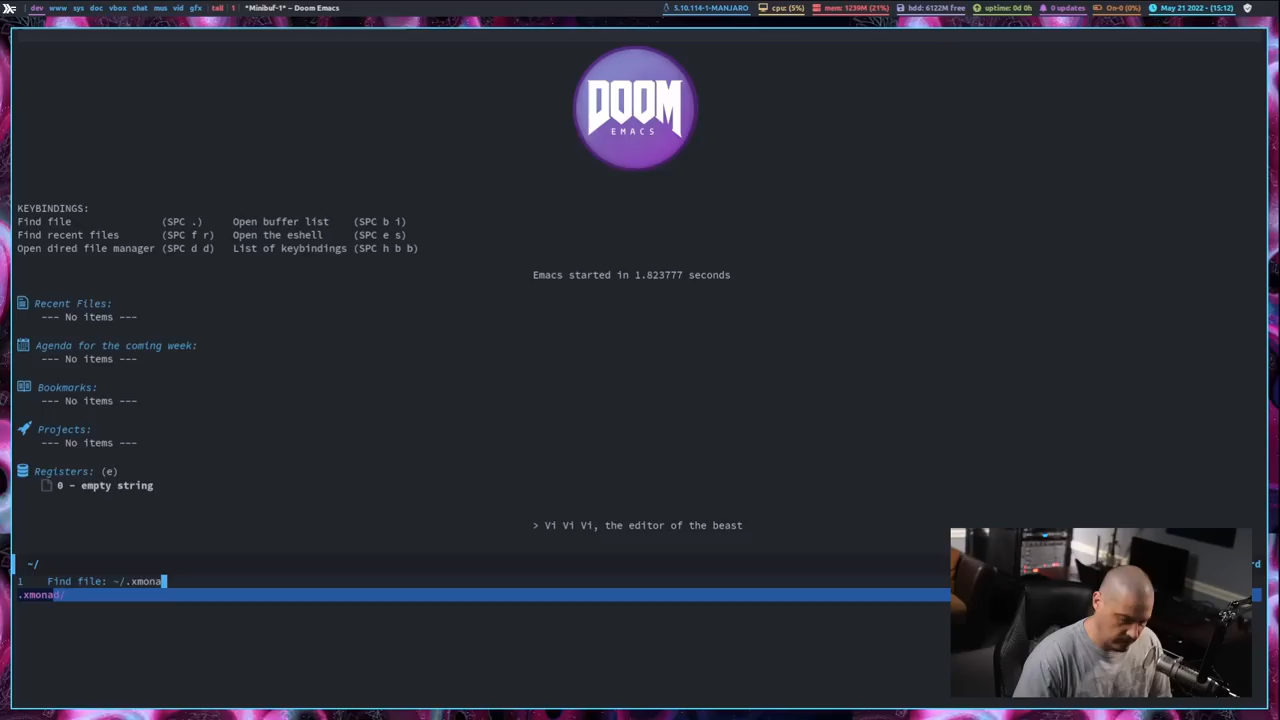 dev www sys doc vbox chat mus vid gfx tall 1 *Minibuf-1* – Doom Emacs 5.10.114-1-MANJARO cpu: (5%) mem: 1239M (21%) hdd: 6122M free uptime: 0d 0h 0 updates On-0 (0%) May 21 2022 - (15:12)
DOOM
EMACS
KEYBINDINGS:
Find file (SPC .) Open buffer list (SPC b i)
Find recent files (SPC f r) Open the eshell (SPC e s)
Open dired file manager (SPC d d) List of keybindings (SPC h b b)
Emacs started in 1.823777 seconds
Recent Files:
--- No items ---
Agenda for the coming week:
--- No items ---
Bookmarks:
--- No items ---
Projects:
--- No items ---
Registers: (e)
0 - empty string
> Vi Vi Vi, the editor of the beast
~/
1 Find file: ~/.xmona
.xmonad/